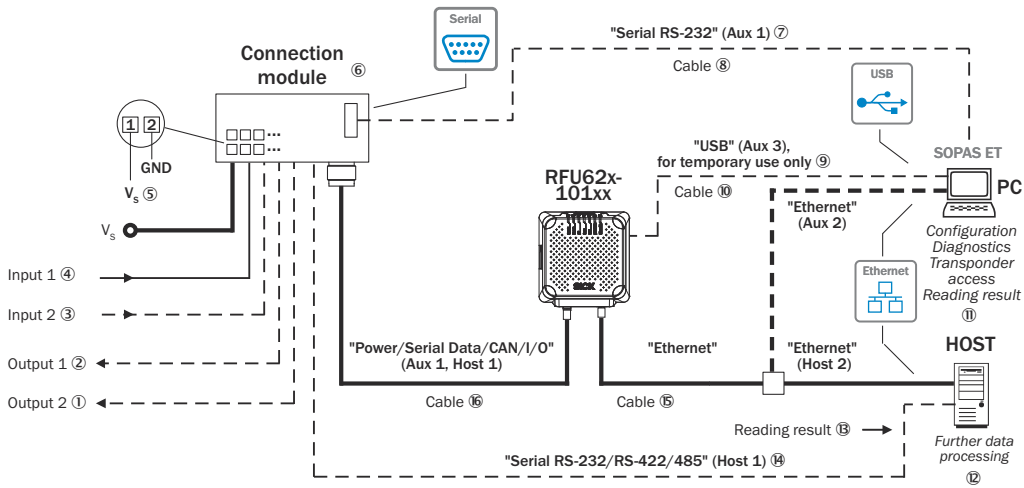 Serial
"Serial RS-232" (Aux 1) ⑦
Cable ⑧
Connection
module ⑥
USB
1 2
GND
Vs ⑤
Vs
"USB" (Aux 3),
for temporary use only ⑨
Cable ⑩
SOPAS ET
PC
RFU62x-
101xx
SICK
"Ethernet"
(Aux 2)
Configuration
Diagnostics
Transponder
access
Reading result
⑪
Ethernet
Input 1 ④
Input 2 ③
Output 1 ②
Output 2 ①
"Power/Serial Data/CAN/I/O"
(Aux 1, Host 1)
Cable ⑯
"Ethernet"
Cable ⑮
"Ethernet"
(Host 2)
HOST
Reading result ⑬
"Serial RS-232/RS-422/485" (Host 1) ⑭
Further data
processing
⑫